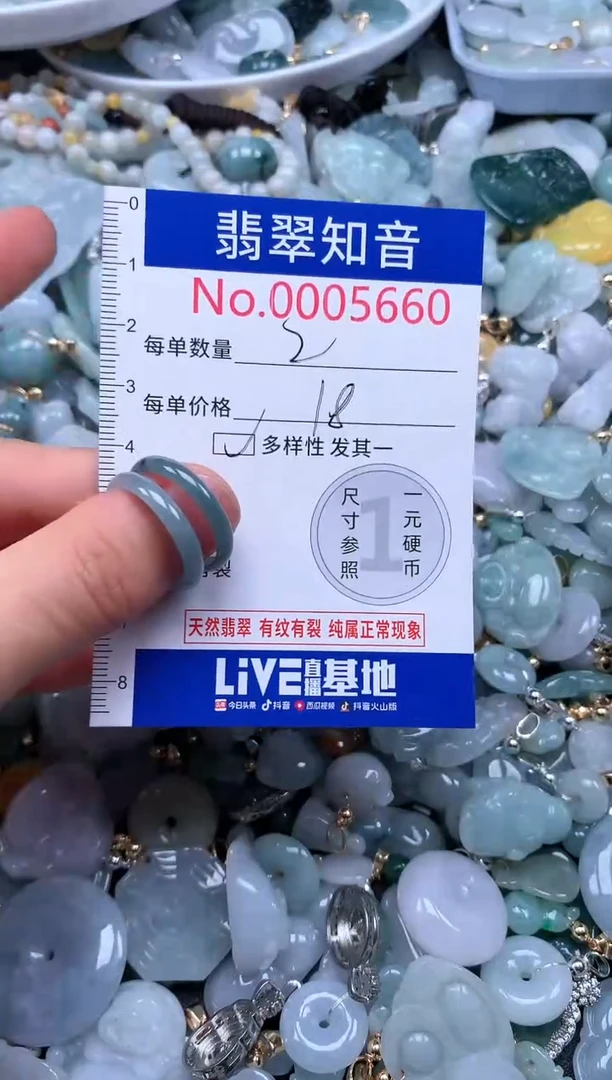 0
翡翠知音
1
No.0005660
2
每单数量 2
3
每单价格 18
4
多样性 发其一
尺寸参照
一元硬币
1
裂
天然翡翠 有纹有裂 纯属正常现象
8
LiVE直播基地
今日头条 抖音 西瓜视频 抖音火山版